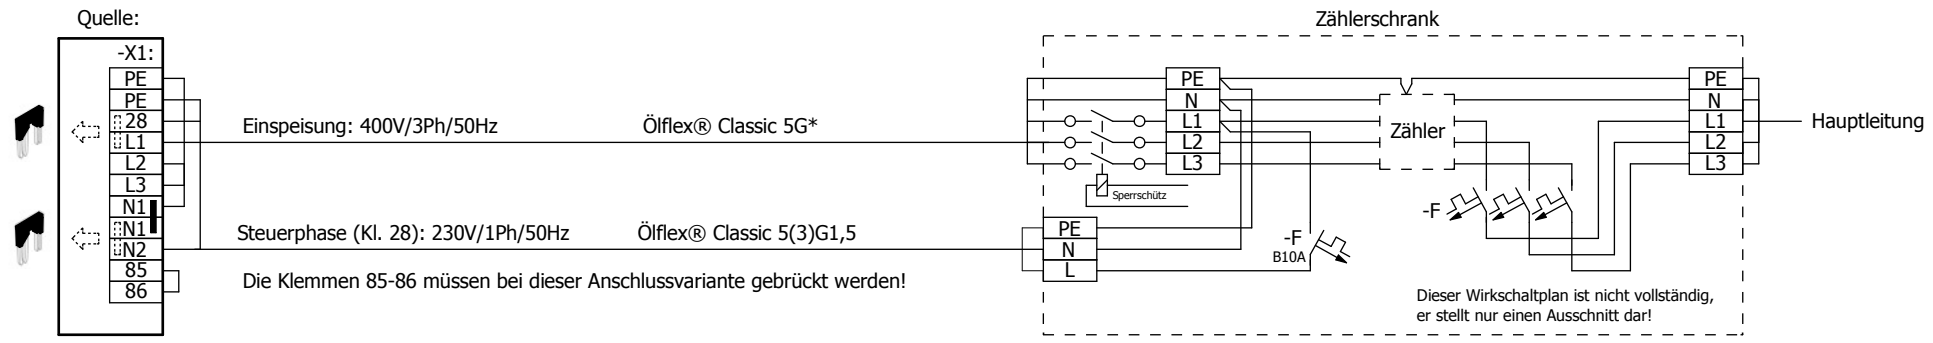 Quelle:
-X1:
PE
PE
28
L1
L2
L3
N1
N1
N2
85
86
Einspeisung: 400V/3Ph/50Hz
Ölflex® Classic 5G*
Steuerphase (Kl. 28): 230V/1Ph/50Hz
Ölflex® Classic 5(3)G1,5
Die Klemmen 85-86 müssen bei dieser Anschlussvariante gebrückt werden!
Zählerschrank
PE
N
L1
L2
L3
Sperrschütz
PE
N
L
-F
B10A
Zähler
-F
PE
N
L1
L2
L3
Hauptleitung
Dieser Wirkschaltplan ist nicht vollständig,
er stellt nur einen Ausschnitt dar!